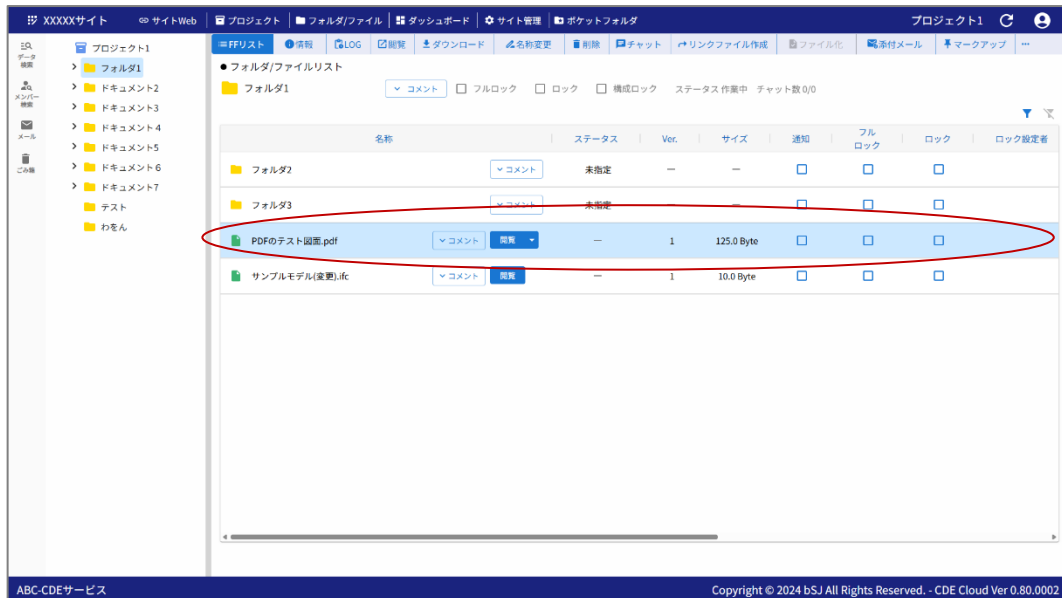 XXXXXサイト サイトWeb プロジェクト フォルダ/ファイル ダッシュボード サイト管理 ポケットフォルダ プロジェクト1
データ検索
メンバー検索
メール
ごみ箱
プロジェクト1
フォルダ1
ドキュメント2
ドキュメント3
ドキュメント 4
ドキュメント5
ドキュメント 6
ドキュメント7
テスト
わをん
FFリスト 情報 LOG 閲覧 ダウンロード 名称変更 削除 チャット リンクファイル作成 ファイル化 添付メール マークアップ ...
● フォルダ/ファイルリスト
フォルダ1 コメント フルロック ロック 構成ロック ステータス 作業中 チャット数 0/0
名称 ステータス Ver. サイズ 通知 フルロック ロック ロック設定者
フォルダ2 コメント 未指定 — —
フォルダ3 コメント 未指定 — —
PDFのテスト図面.pdf コメント 閲覧 — 1 125.0 Byte
サンプルモデル(変更).ifc コメント 閲覧 — 1 10.0 Byte
ABC-CDEサービス Copyright © 2024 bSJ All Rights Reserved. - CDE Cloud Ver 0.80.0002